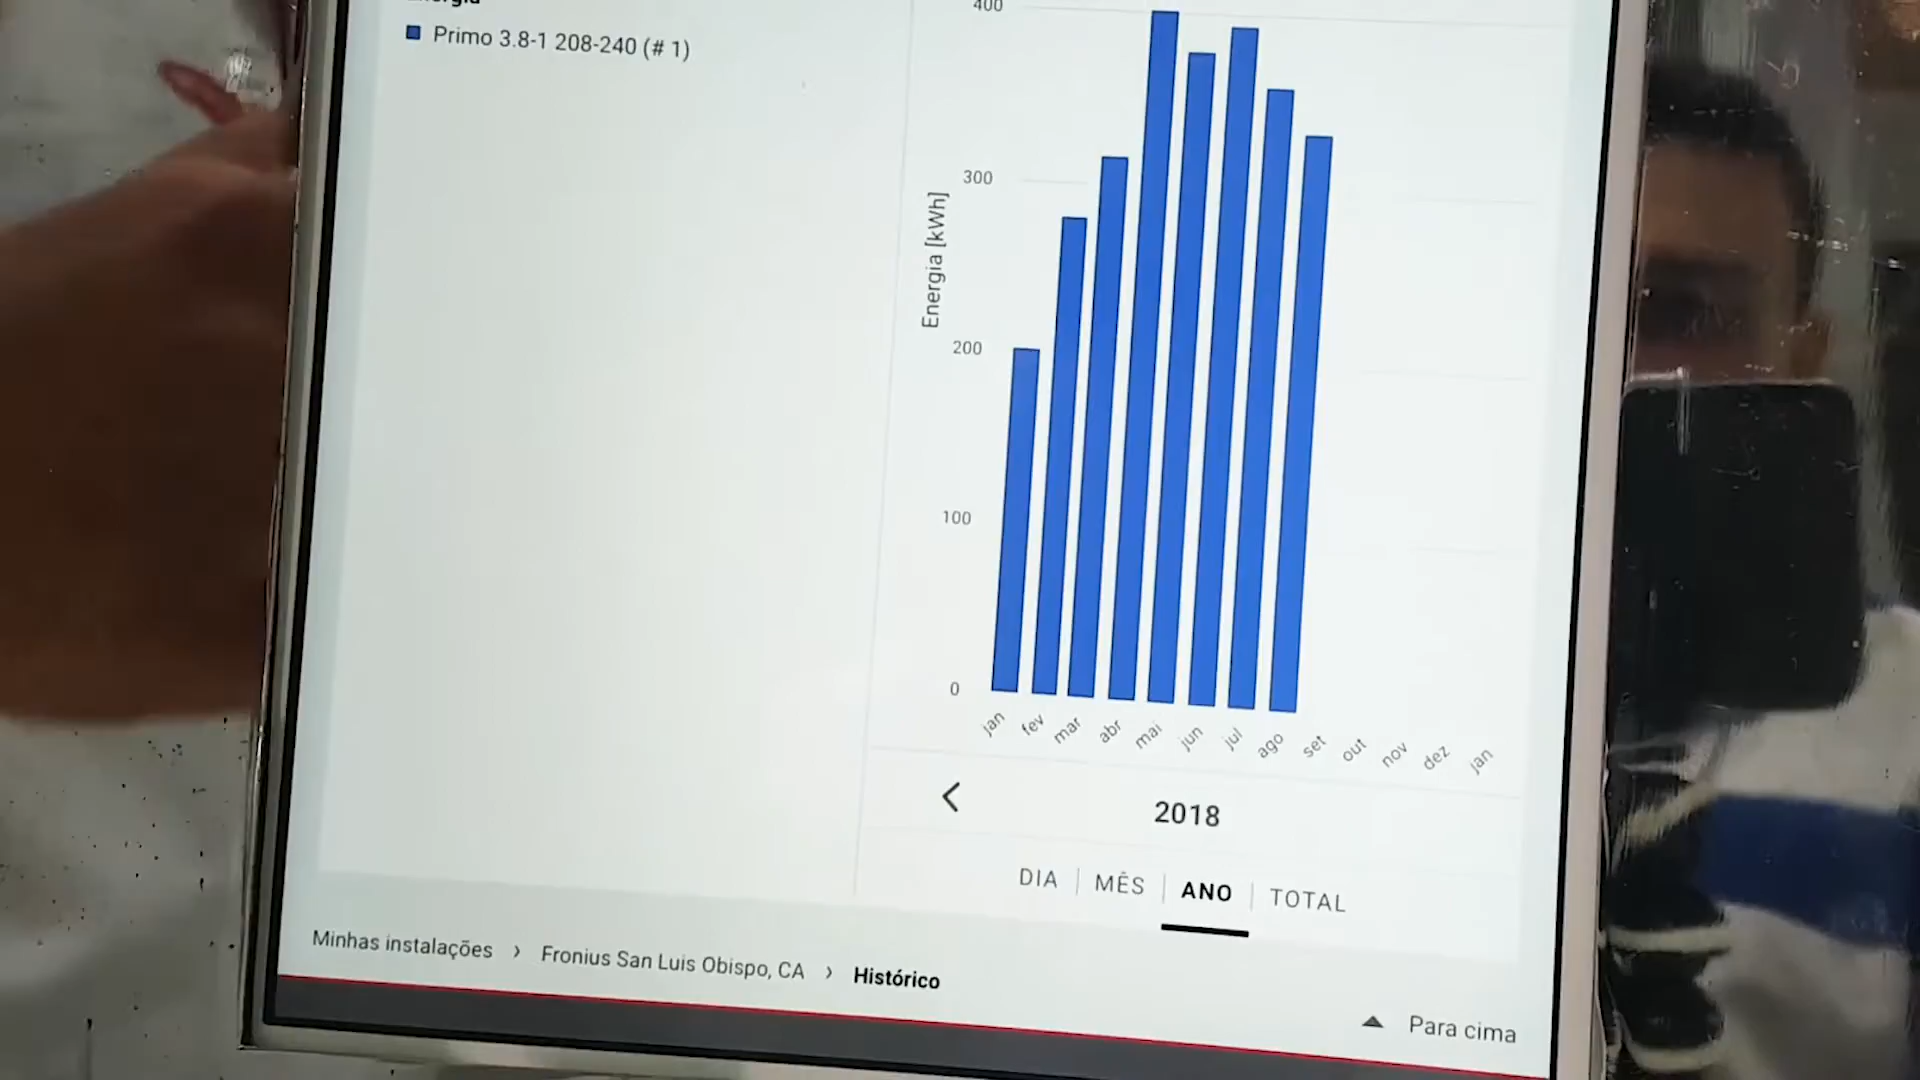 Energia
Primo 3.8-1 208-240 (# 1)
Energia [kWh]
400
300
200
100
0
jan fev mar abr mai jun jul ago set out nov dez jan
2018
DIA | MÊS | ANO | TOTAL
Minhas instalações › Fronius San Luis Obispo, CA › Histórico
Para cima